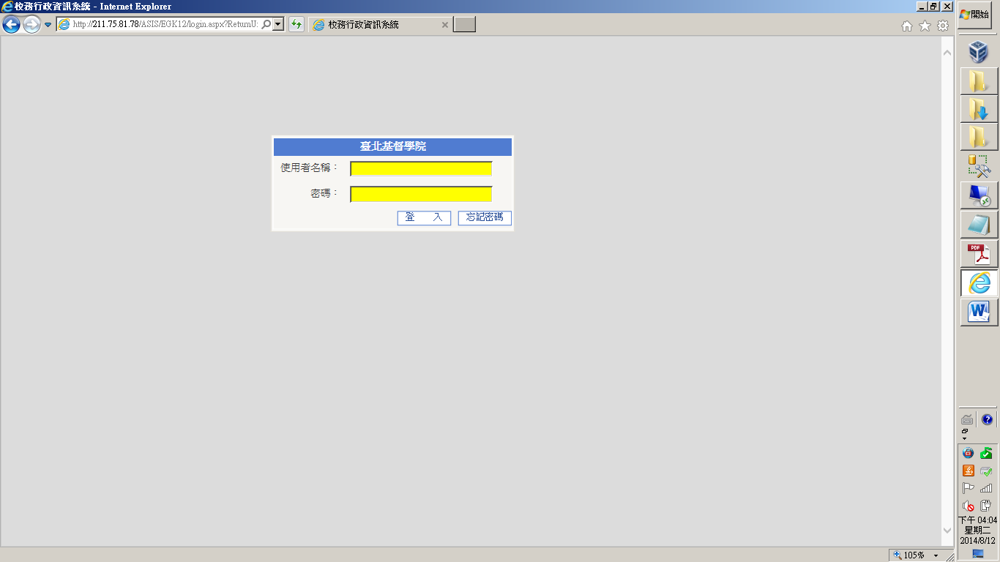 校務行政資訊系統 - Internet Explorer
http://211.75.81.78/ASIS/EGK12/login.aspx?ReturnU:
校務行政資訊系統
開始
臺北基督學院
使用者名稱：
密碼：
登 入
忘記密碼
PDF
W
下午 04:04
星期二
2014/8/12
105%